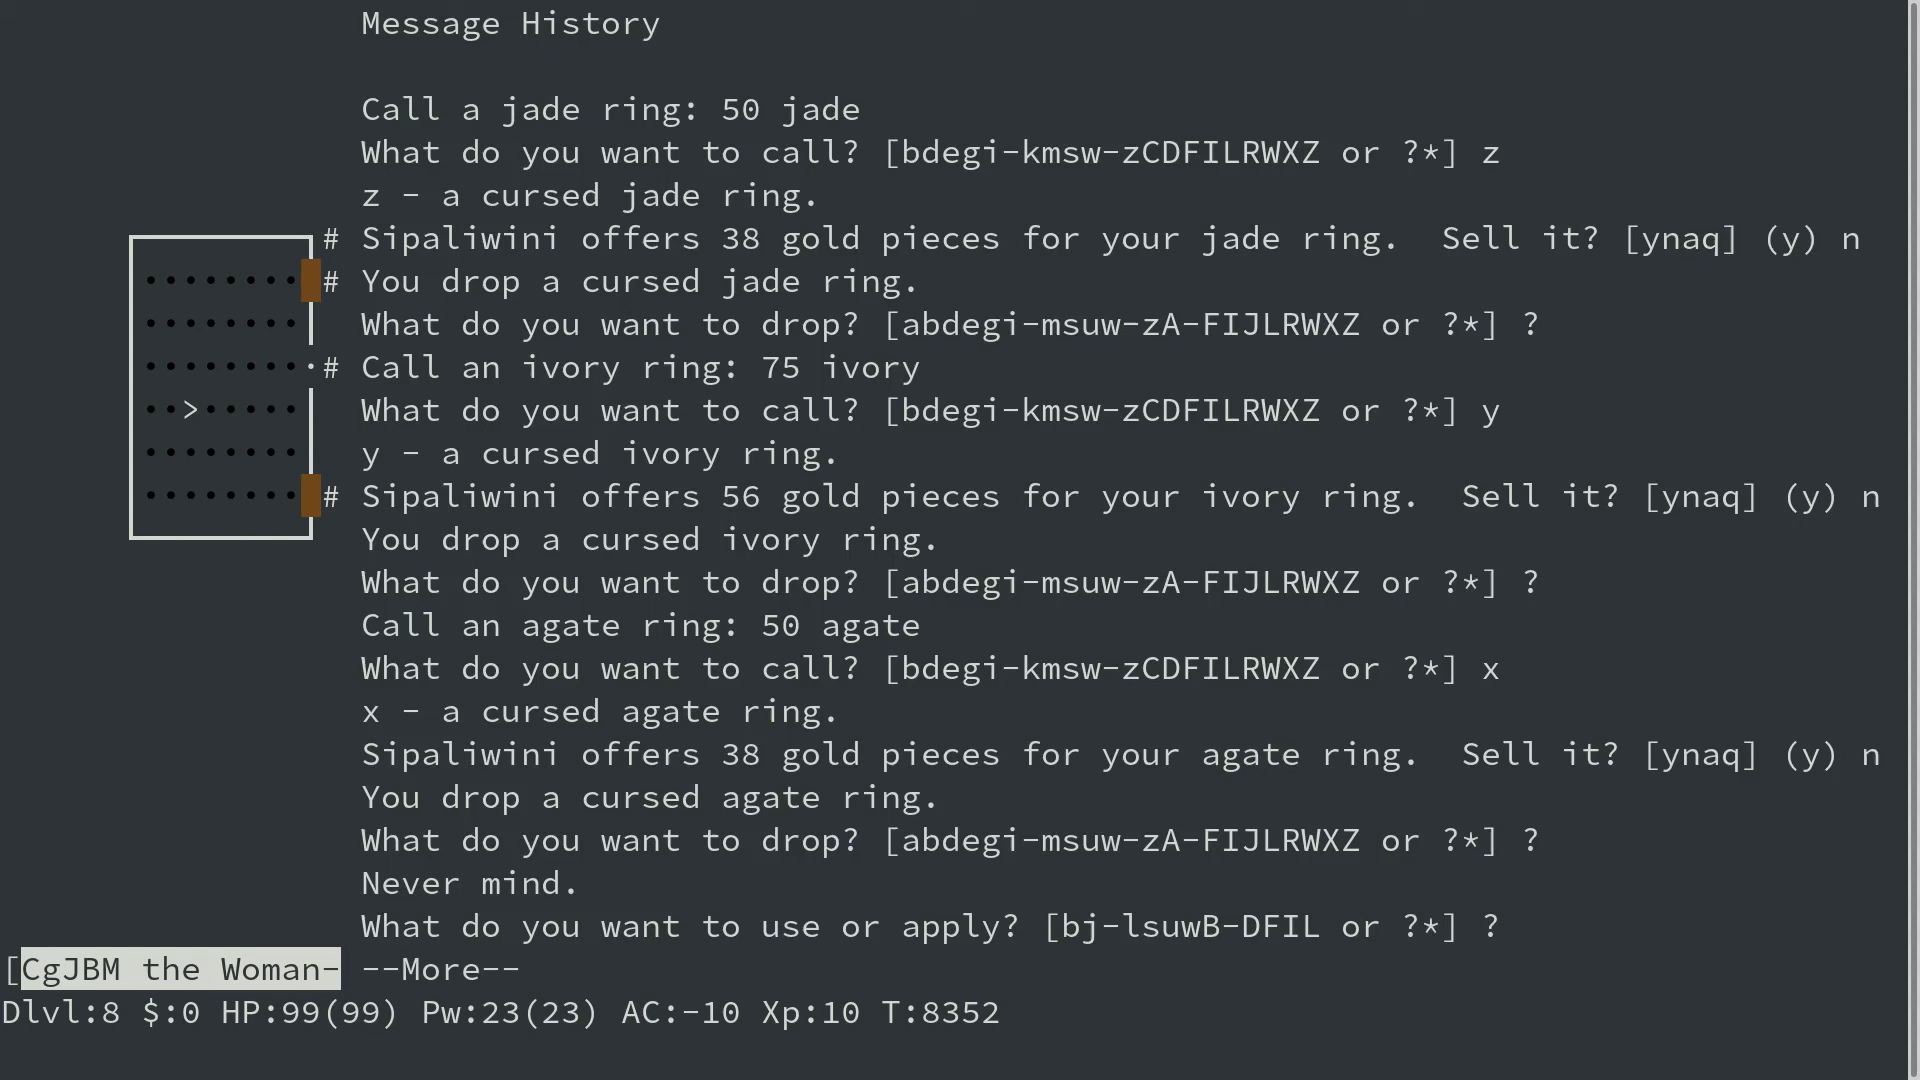 Message History
Call a jade ring: 50 jade
What do you want to call? [bdegi-kmsw-zCDFILRWXZ or ?*] z
z - a cursed jade ring.
# Sipaliwini offers 38 gold pieces for your jade ring.  Sell it? [ynaq] (y) n
········# You drop a cursed jade ring.
········ What do you want to drop? [abdegi-msuw-zA-FIJLRWXZ or ?*] ?
·········# Call an ivory ring: 75 ivory
··>····· What do you want to call? [bdegi-kmsw-zCDFILRWXZ or ?*] y
········ y - a cursed ivory ring.
········# Sipaliwini offers 56 gold pieces for your ivory ring.  Sell it? [ynaq] (y) n
You drop a cursed ivory ring.
What do you want to drop? [abdegi-msuw-zA-FIJLRWXZ or ?*] ?
Call an agate ring: 50 agate
What do you want to call? [bdegi-kmsw-zCDFILRWXZ or ?*] x
x - a cursed agate ring.
Sipaliwini offers 38 gold pieces for your agate ring.  Sell it? [ynaq] (y) n
You drop a cursed agate ring.
What do you want to drop? [abdegi-msuw-zA-FIJLRWXZ or ?*] ?
Never mind.
What do you want to use or apply? [bj-lsuwB-DFIL or ?*] ?
[CgJBM the Woman- --More--
Dlvl:8 $:0 HP:99(99) Pw:23(23) AC:-10 Xp:10 T:8352